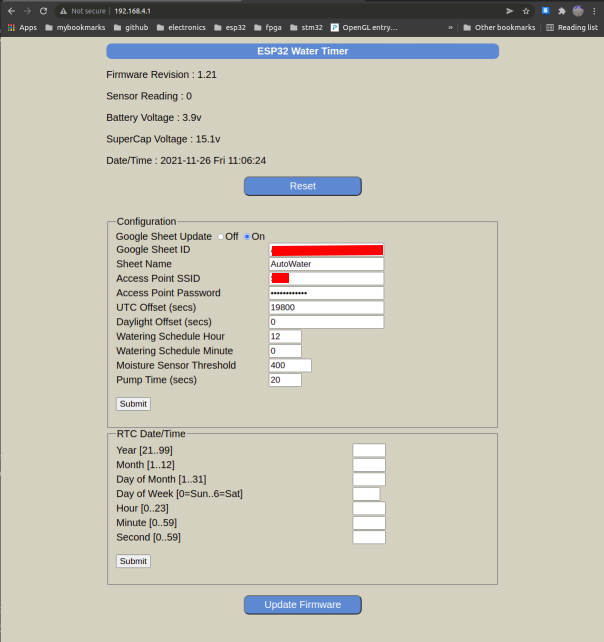 Not secure | 192.168.4.1
Apps mybookmarks github electronics esp32 fpga stm32 OpenGL entry... » Other bookmarks Reading list
ESP32 Water Timer
Firmware Revision : 1.21
Sensor Reading : 0
Battery Voltage : 3.9v
SuperCap Voltage : 15.1v
Date/Time : 2021-11-26 Fri 11:06:24
Reset
Configuration
Google Sheet Update Off On
Google Sheet ID
Sheet Name AutoWater
Access Point SSID
Access Point Password ••••••••••••
UTC Offset (secs) 19800
Daylight Offset (secs) 0
Watering Schedule Hour 12
Watering Schedule Minute 0
Moisture Sensor Threshold 400
Pump Time (secs) 20
Submit
RTC Date/Time
Year [21..99]
Month [1..12]
Day of Month [1..31]
Day of Week [0=Sun..6=Sat]
Hour [0..23]
Minute [0..59]
Second [0..59]
Submit
Update Firmware